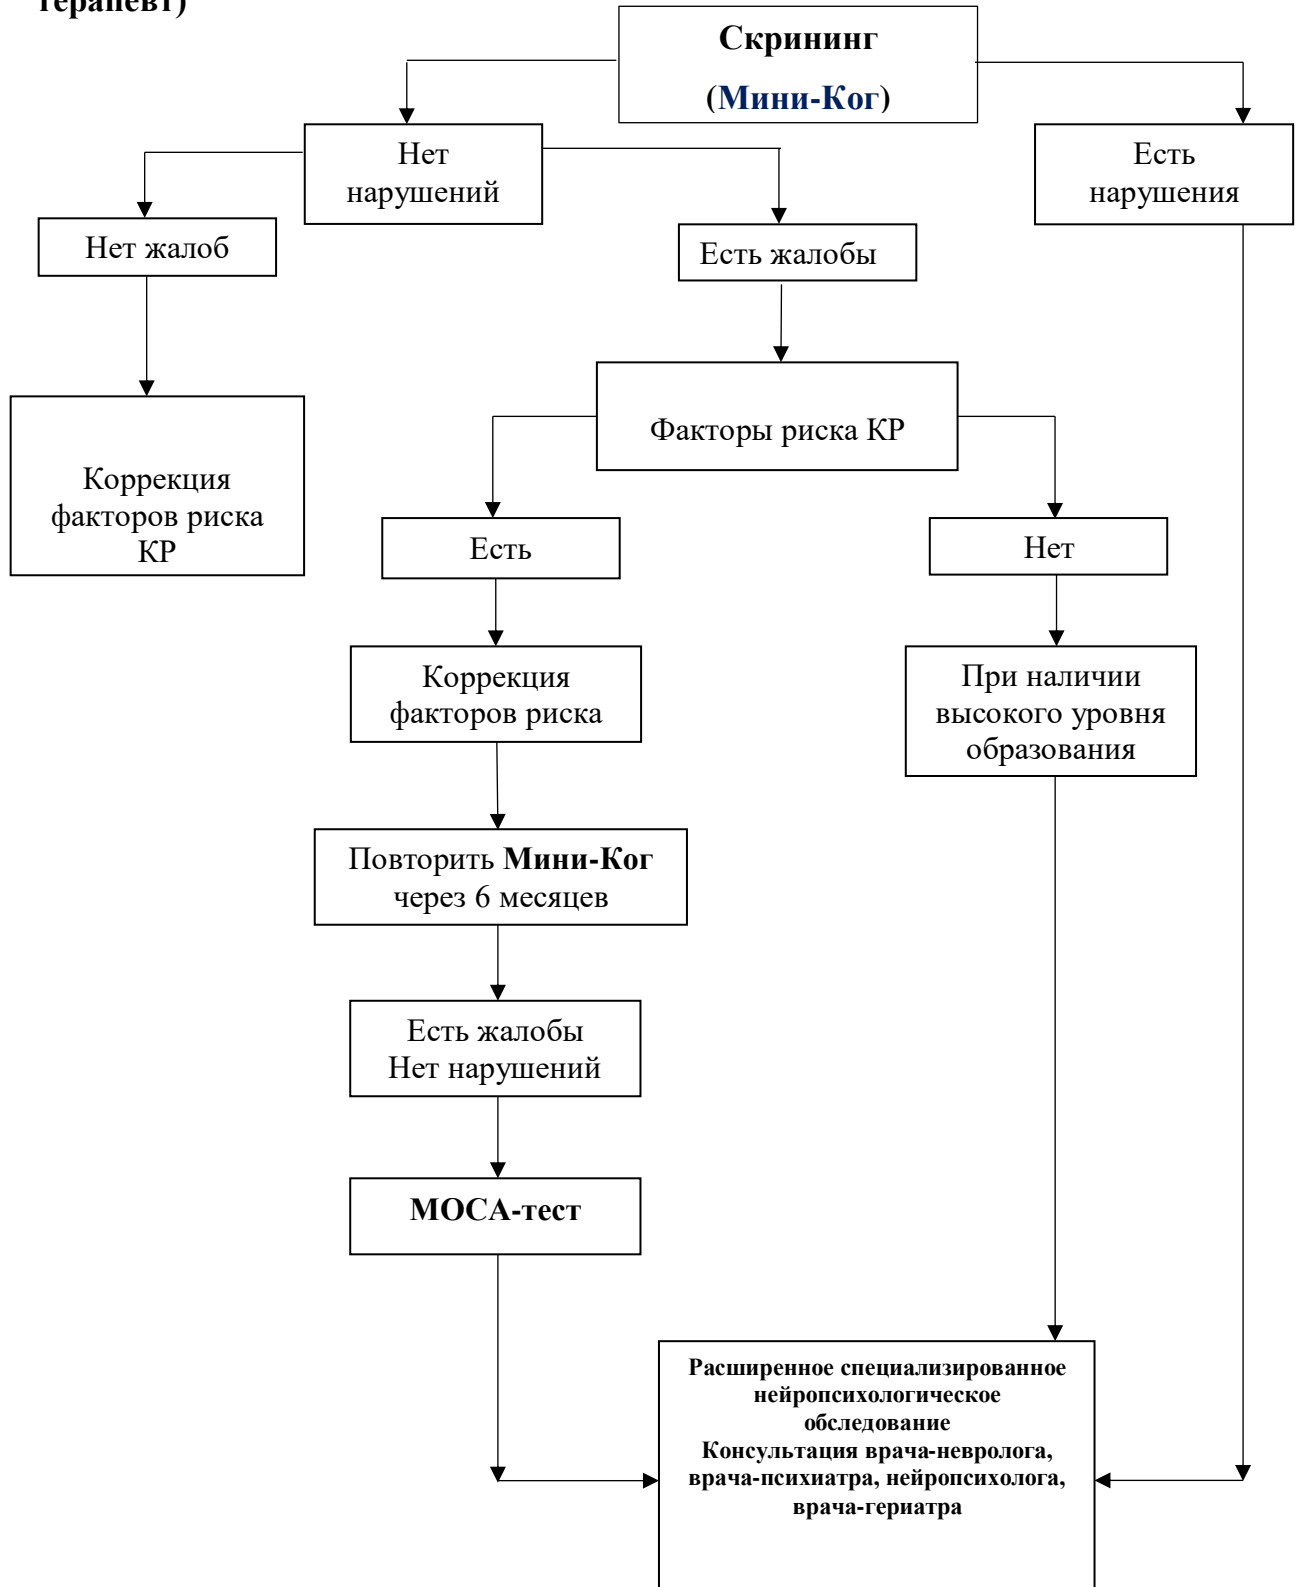 терапевт)
Скрининг
(Мини-Ког)
Нет
нарушений
Есть
нарушения
Нет жалоб
Есть жалобы
Факторы риска КР
Коррекция
факторов риска
КР
Есть
Нет
Коррекция
факторов риска
При наличии
высокого уровня
образования
Повторить Мини-Ког
через 6 месяцев
Есть жалобы
Нет нарушений
МОСА-тест
Расширенное специализированное
нейропсихологическое
обследование
Консультация врача-невролога,
врача-психиатра, нейропсихолога,
врача-гериатра